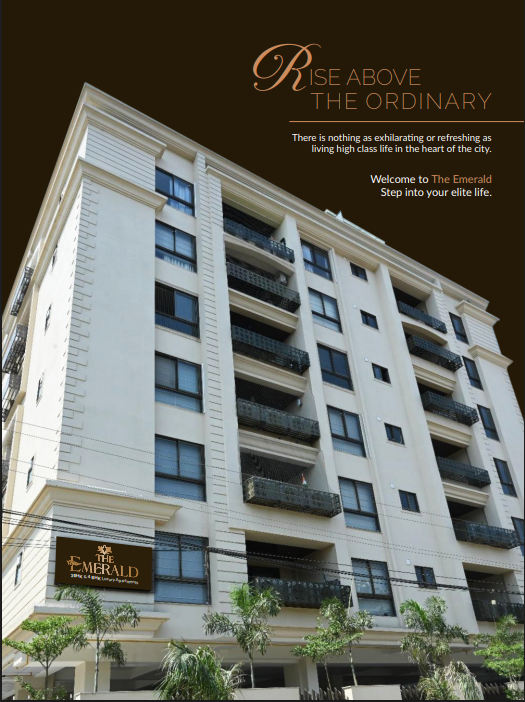 RISE ABOVE
THE ORDINARY
There is nothing as exhilarating or refreshing as
living high class life in the heart of the city.
Welcome to The Emerald
Step into your elite life.
THE
EMERALD
3BHK & 4 BHK Luxury Apartments